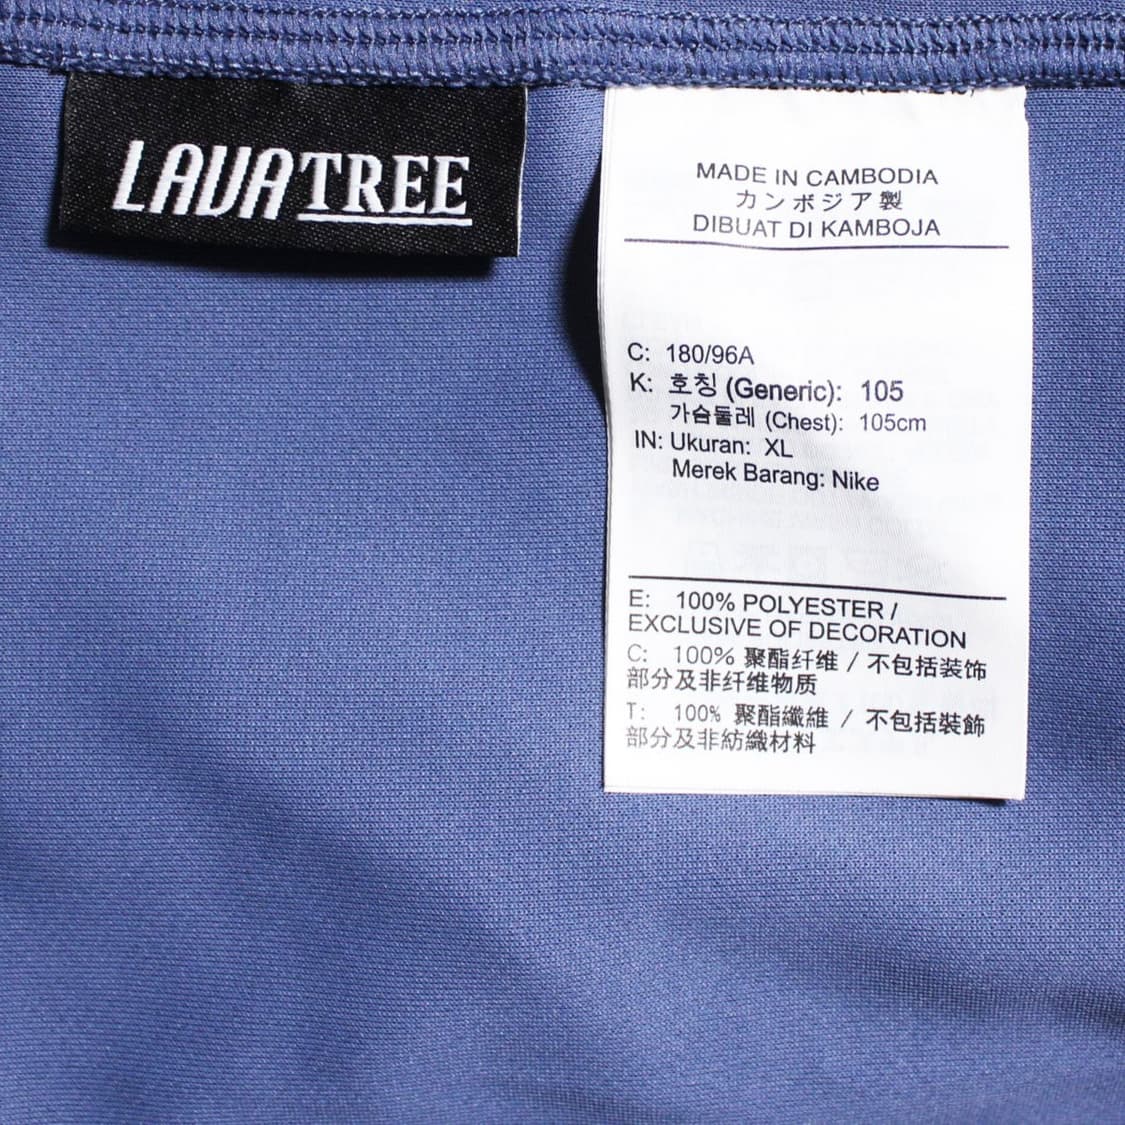 LAVATREE
MADE IN CAMBODIA
カンボジア製
DIBUAT DI KAMBOJA
C: 180/96A
K: 호칭 (Generic): 105
가슴둘레 (Chest): 105cm
IN: Ukuran: XL
Merek Barang: Nike
E: 100% POLYESTER /
EXCLUSIVE OF DECORATION
C: 100% 聚酯纤维 / 不包括装饰
部分及非纤维物质
T: 100% 聚酯纖維 / 不包括裝飾
部分及非紡織材料